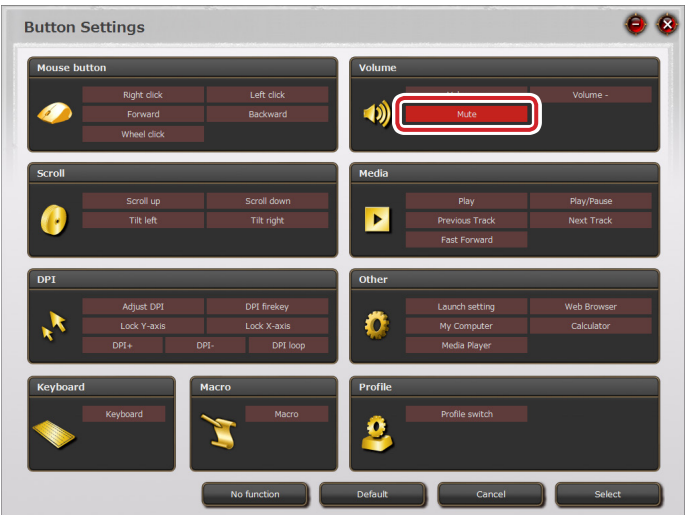 Button Settings
Mouse button
Right click Left click
Forward Backward
Wheel click
Volume
Volume -
Mute
Scroll
Scroll up Scroll down
Tilt left Tilt right
Media
Play Play/Pause
Previous Track Next Track
Fast Forward
DPI
Adjust DPI DPI firekey
Lock Y-axis Lock X-axis
DPI+ DPI- DPI loop
Other
Launch setting Web Browser
My Computer Calculator
Media Player
Keyboard
Keyboard
Macro
Macro
Profile
Profile switch
No function Default Cancel Select